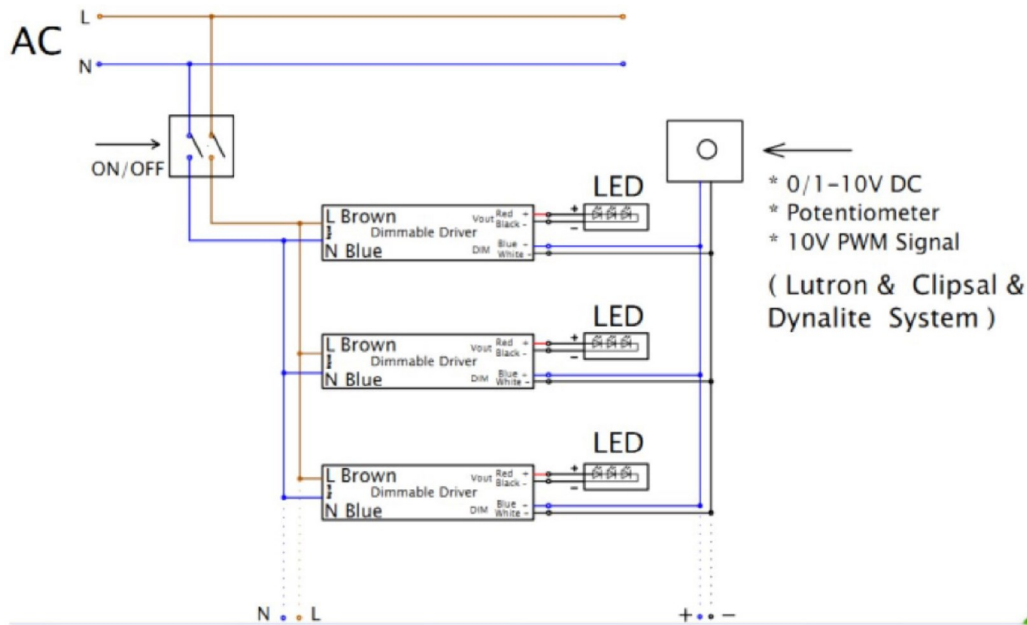 L
AC
N
ON/OFF
LED
L Brown
Dimmable Driver
N Blue
Vout Red +
Black -
DIM Blue -
White -
+
-
* 0/1-10V DC
* Potentiometer
* 10V PWM Signal
( Lutron & Clipsal &
Dynalite System )
LED
L Brown
Dimmable Driver
N Blue
Vout Red +
Black -
DIM Blue -
White -
+
-
LED
L Brown
Dimmable Driver
N Blue
Vout Red +
Black -
DIM Blue -
White -
+
-
N L
+ -